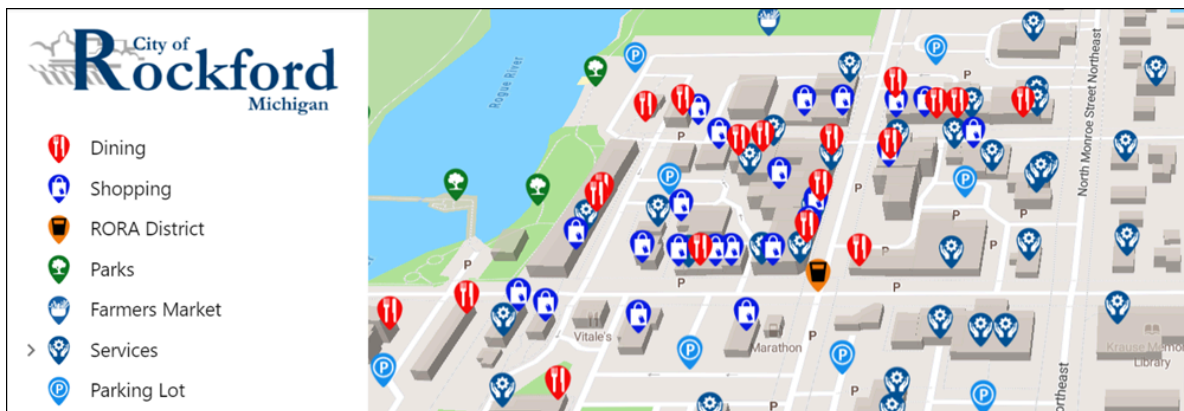 City of
Rockford
Michigan
Dining
Shopping
RORA District
Parks
Farmers Market
Services
Parking Lot
Rogue River
North Monroe Street Northeast
P
P
P
P
P
P
P
P
P
P
P
Vitale's
Marathon
Krause Memor
Library
Northeast